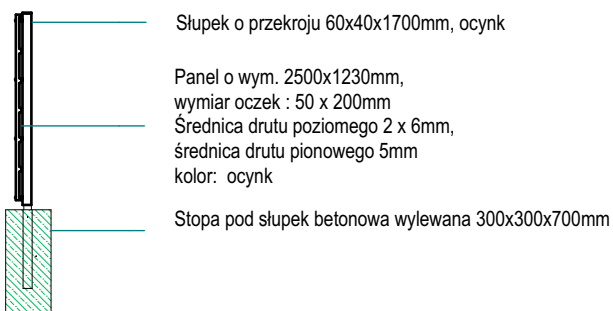 Słupek o przekroju 60x40x1700mm, ocynk
Panel o wym. 2500x1230mm,
wymiar oczek : 50 x 200mm
Średnica drutu poziomego 2 x 6mm,
średnica drutu pionowego 5mm
kolor: ocynk
Stopa pod słupek betonowa wylewana 300x300x700mm